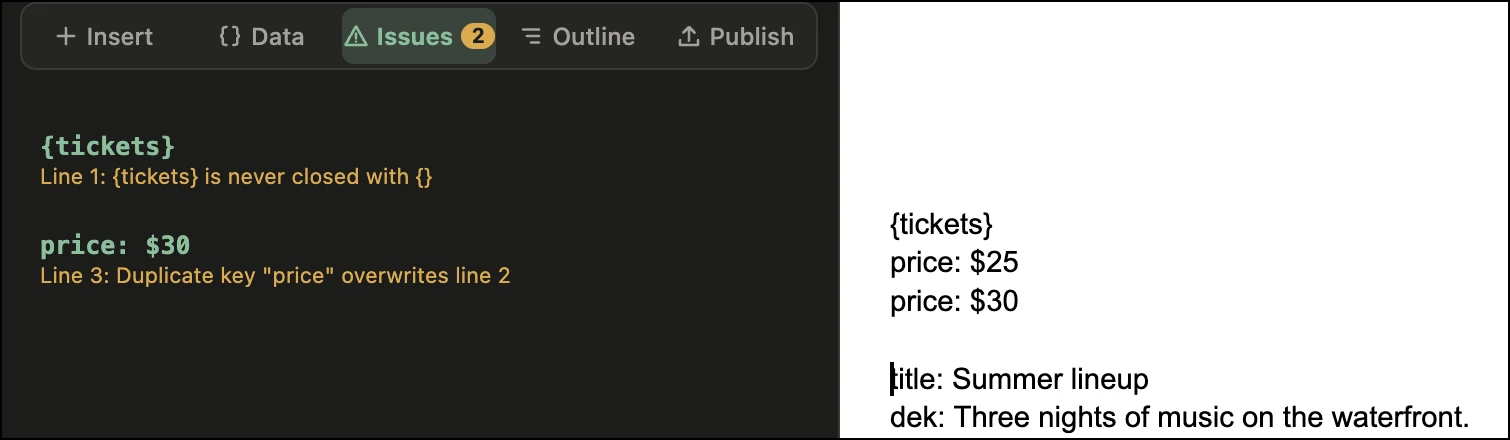 Insert
{} Data
Issues 2
Outline
Publish
{tickets}
Line 1: {tickets} is never closed with {}
price: $30
Line 3: Duplicate key "price" overwrites line 2
{tickets}
price: $25
price: $30
title: Summer lineup
dek: Three nights of music on the waterfront.